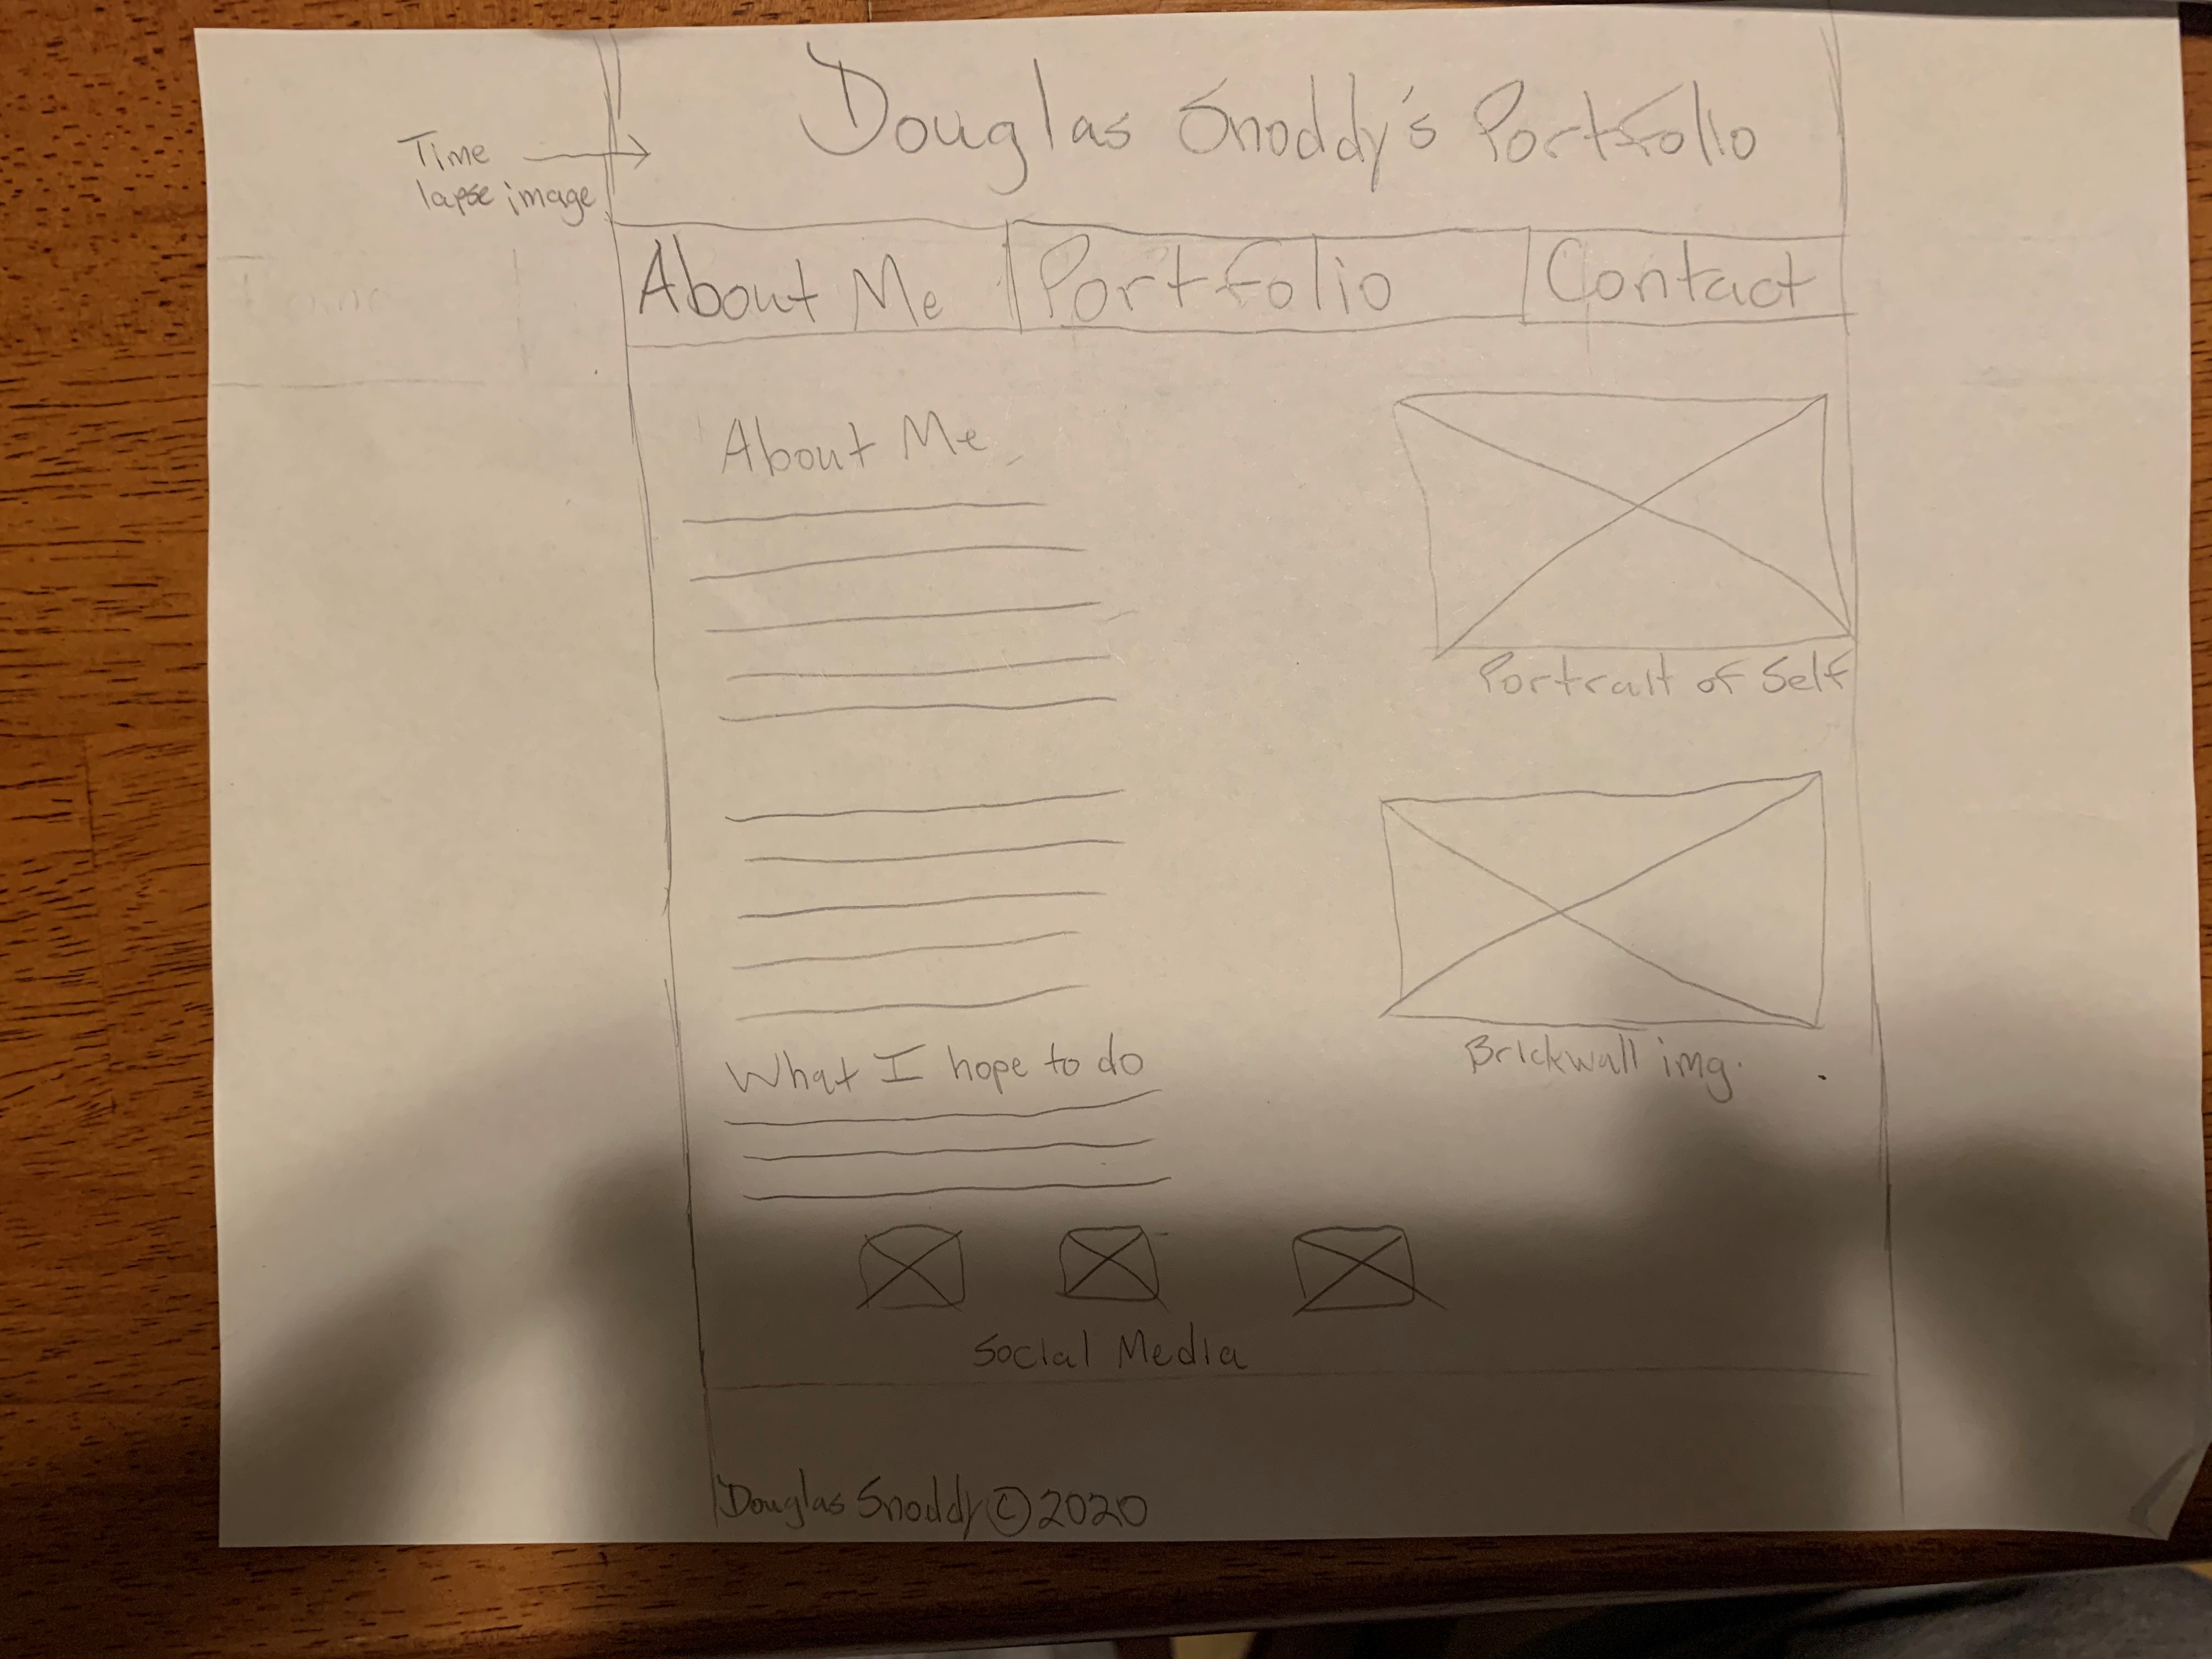 Douglas Snoddy's Portfolio
Time
lapse image
About Me Portfolio Contact
About Me
Portrait of Self
Brickwall img.
What I hope to do
Social Media
Douglas Snoddy © 2020